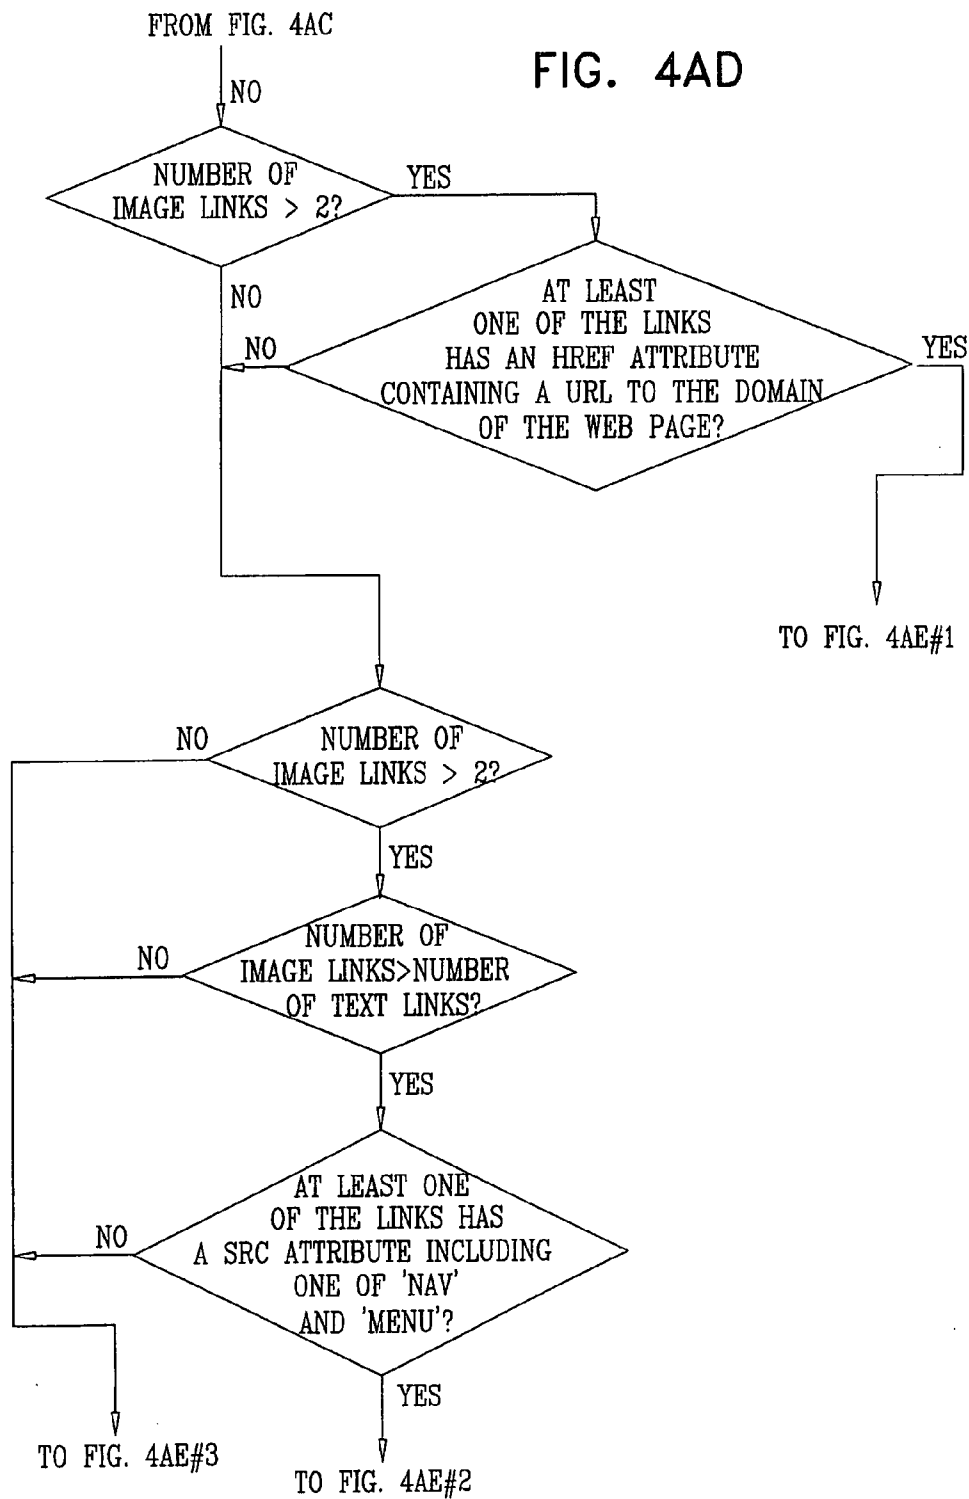 FROM FIG. 4AC
FIG. 4AD
NO
NUMBER OF
IMAGE LINKS > 2?
YES
NO
AT LEAST
ONE OF THE LINKS
HAS AN HREF ATTRIBUTE
CONTAINING A URL TO THE DOMAIN
OF THE WEB PAGE?
NO
YES
TO FIG. 4AE#1
NO
NUMBER OF
IMAGE LINKS > 2?
YES
NUMBER OF
IMAGE LINKS>NUMBER
OF TEXT LINKS?
NO
YES
AT LEAST ONE
OF THE LINKS HAS
A SRC ATTRIBUTE INCLUDING
ONE OF 'NAV'
AND 'MENU'?
NO
YES
TO FIG. 4AE#3
TO FIG. 4AE#2